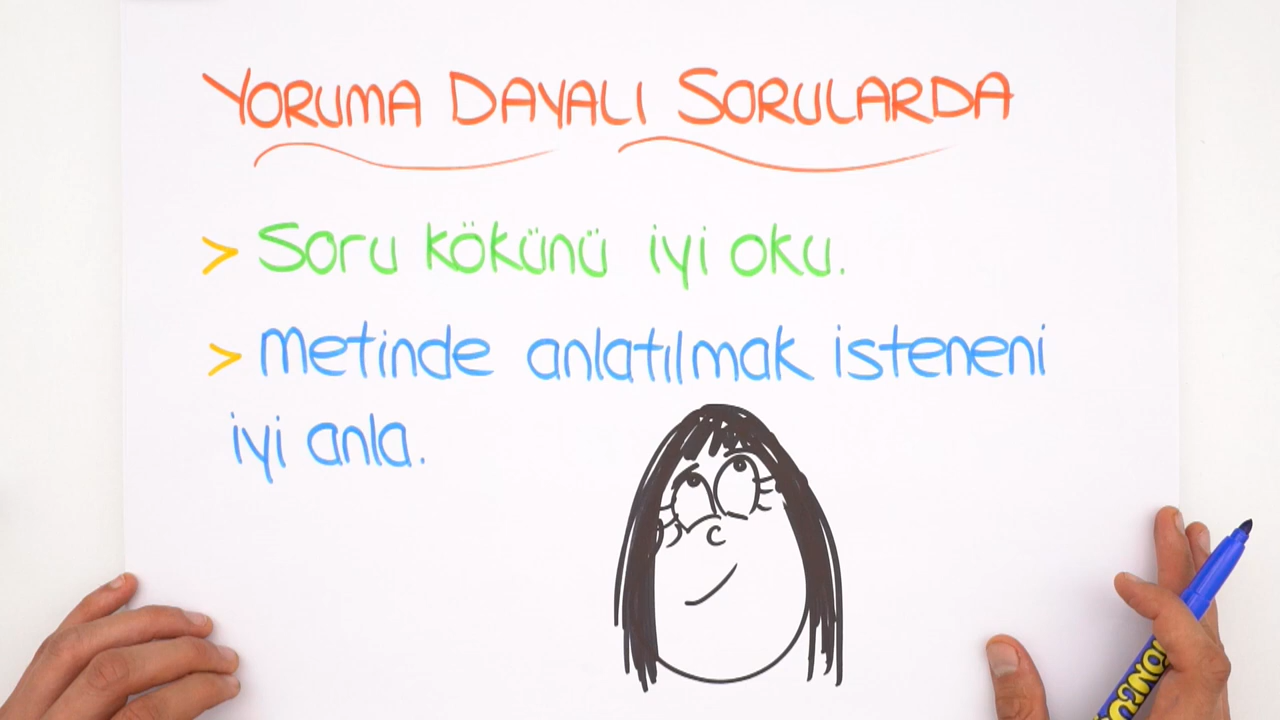 YORUMA DAYALI SORULARDA
> Soru kökünü iyi oku.
> Metinde anlatılmak isteneni
iyi anla.